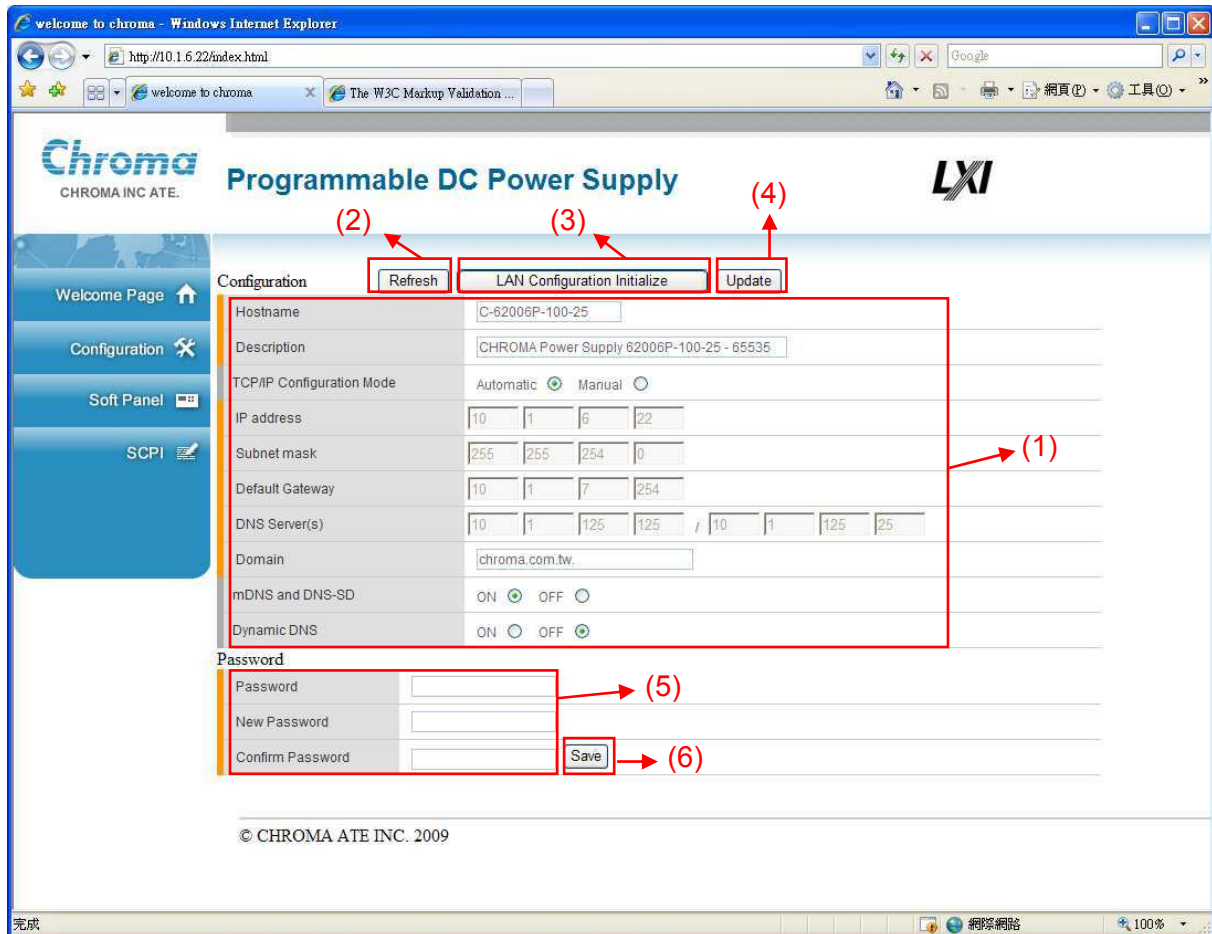 welcome to chroma - Windows Internet Explorer
http://10.1.6.22/index.html
Google
welcome to chroma
The W3C Markup Validation ...
網頁(P)
工具(O)
»
Chroma
CHROMA INC ATE.
Programmable DC Power Supply
LXI
(2)
(3)
(4)
Welcome Page
Configuration
Soft Panel
SCPI
Configuration
Refresh
LAN Configuration Initialize
Update
Hostname
C-62006P-100-25
Description
CHROMA Power Supply 62006P-100-25 - 65535
TCP/IP Configuration Mode
Automatic
Manual
IP address
10 1 6 22
Subnet mask
255 255 254 0
(1)
Default Gateway
10 1 7 254
DNS Server(s)
10 1 125 125 / 10 1 125 25
Domain
chroma.com.tw.
mDNS and DNS-SD
ON OFF
Dynamic DNS
ON OFF
Password
Password
(5)
New Password
Confirm Password
Save
(6)
© CHROMA ATE INC. 2009
完成
網際網路
100%